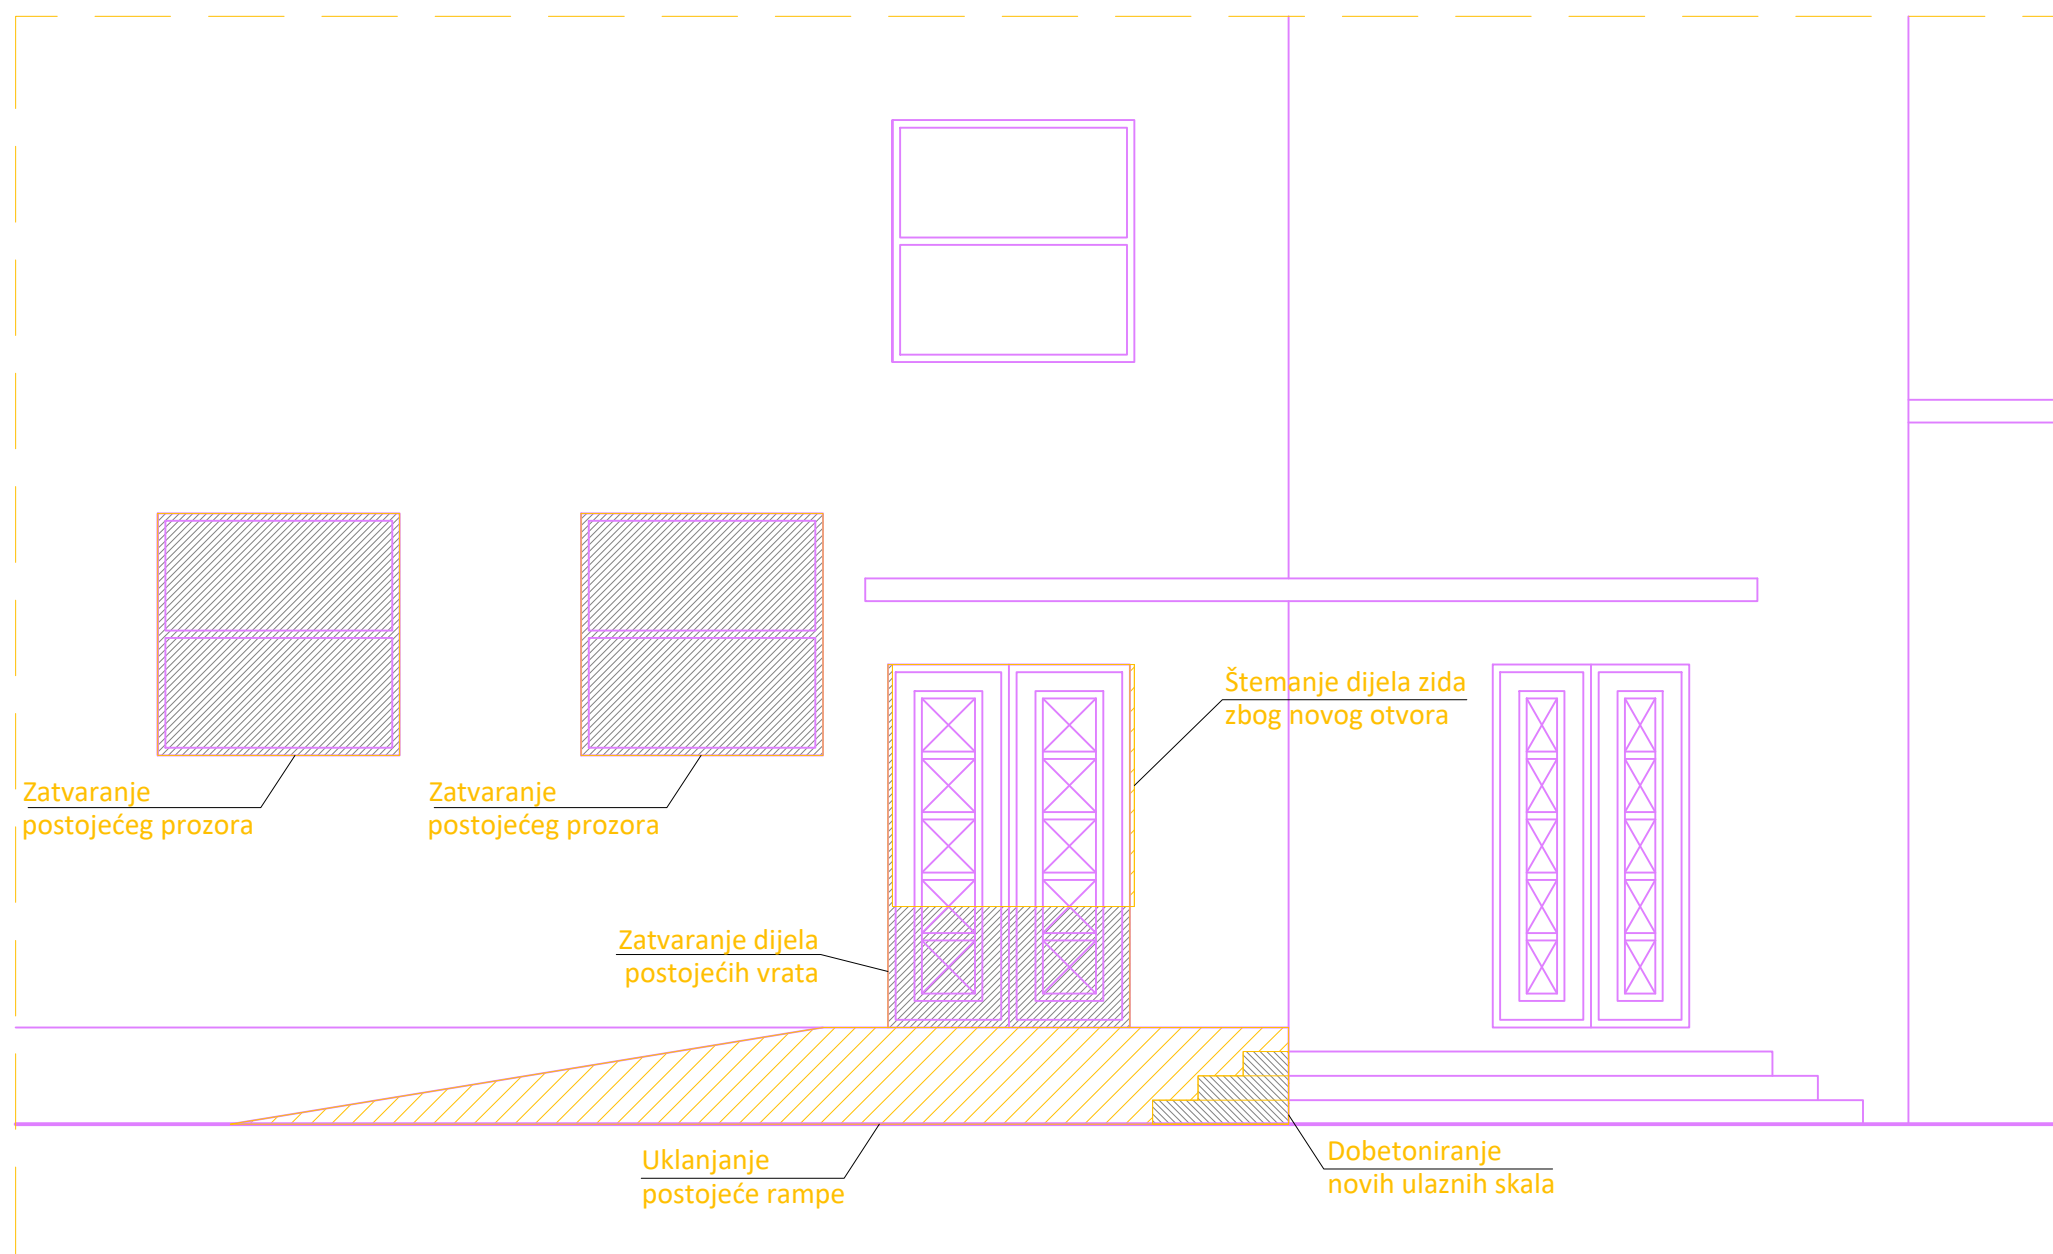 Štemanje dijela zida
zbog novog otvora
Zatvaranje
postojećeg prozora
Zatvaranje
postojećeg prozora
Zatvaranje dijela
postojećih vrata
Uklanjanje
postojeće rampe
Dobetoniranje
novih ulaznih skala